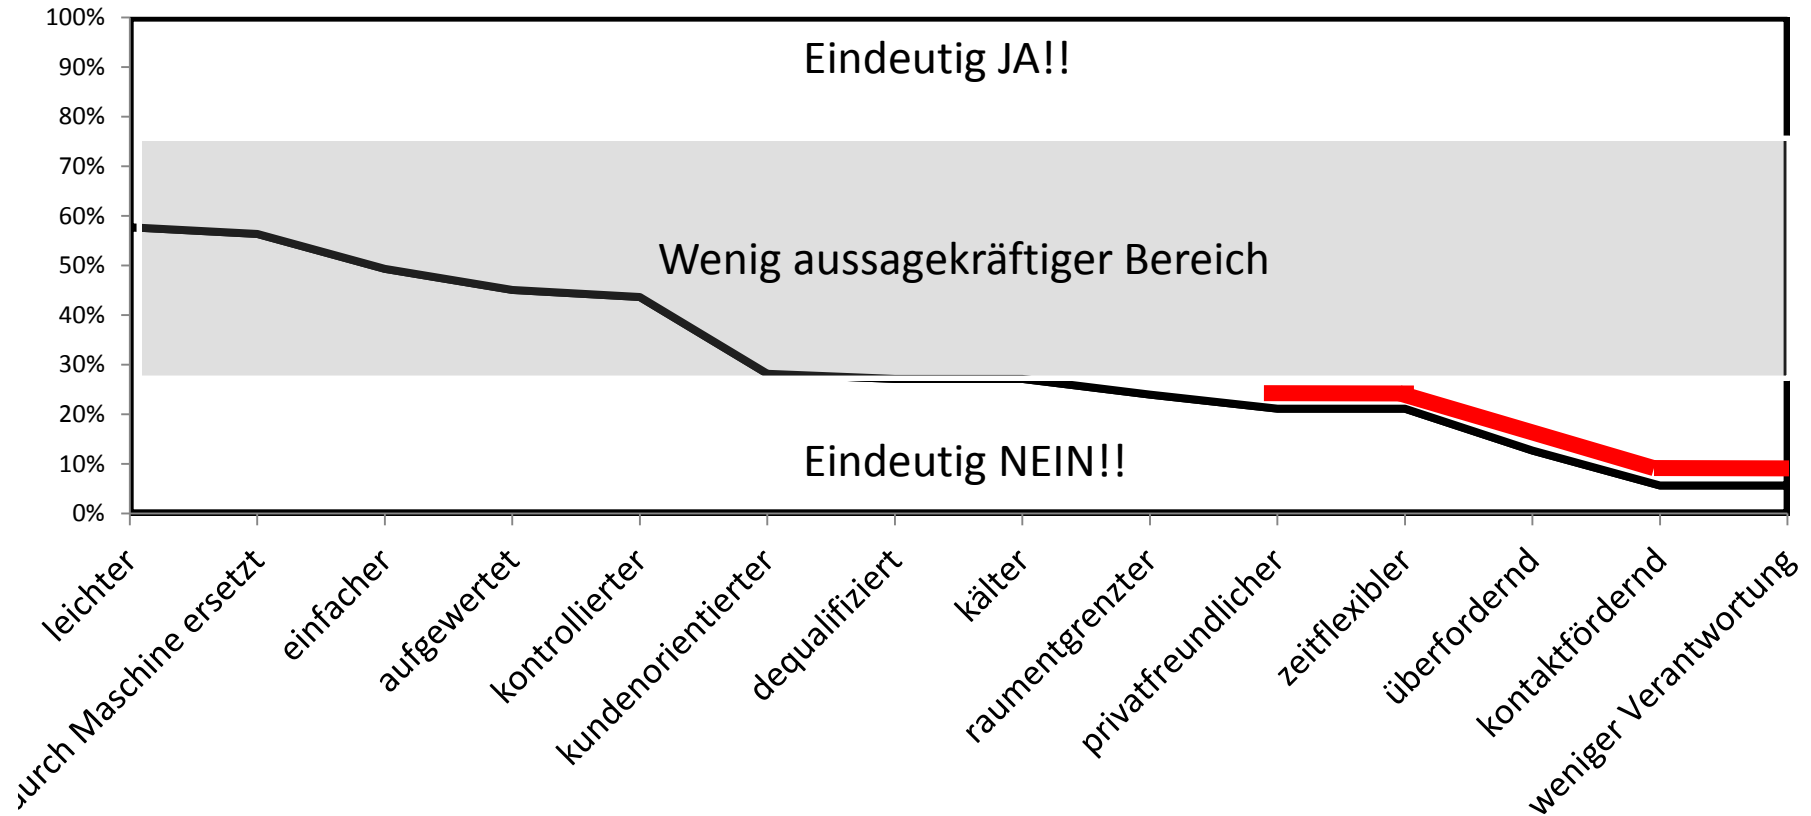 100%
90%
80%
70%
60%
50%
40%
30%
20%
10%
0%
Eindeutig JA!!
Wenig aussagekräftiger Bereich
Eindeutig NEIN!!
leichter
durch Maschine ersetzt
einfacher
aufgewertet
kontrollierter
kundenorientierter
dequalifiziert
kälter
raumentgrenzter
privatfreundlicher
zeitflexibler
überfordernd
kontaktfördernd
weniger Verantwortung